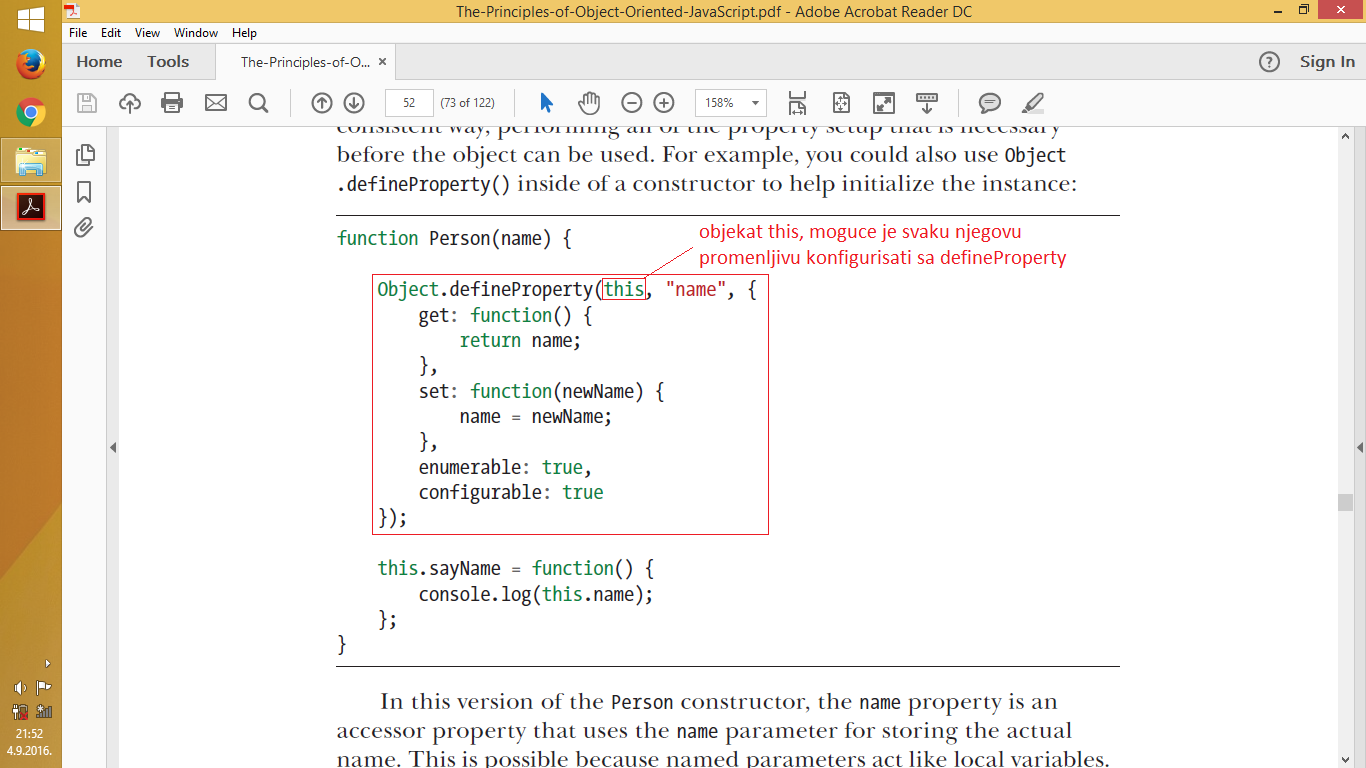 The-Principles-of-Object-Oriented-JavaScript.pdf - Adobe Acrobat Reader DC
File Edit View Window Help
Home Tools The-Principles-of-O... × ? Sign In
52 (73 of 122) 158%
consistent way, performing all of the property setup that is necessary
before the object can be used. For example, you could also use Object
.defineProperty() inside of a constructor to help initialize the instance:
function Person(name) {
objekat this, moguce je svaku njegovu
promenljivu konfigurisati sa defineProperty
Object.defineProperty(this, "name", {
get: function() {
return name;
},
set: function(newName) {
name = newName;
},
enumerable: true,
configurable: true
});
this.sayName = function() {
console.log(this.name);
};
}
In this version of the Person constructor, the name property is an
accessor property that uses the name parameter for storing the actual
name. This is possible because named parameters act like local variables.
21:52
4.9.2016.